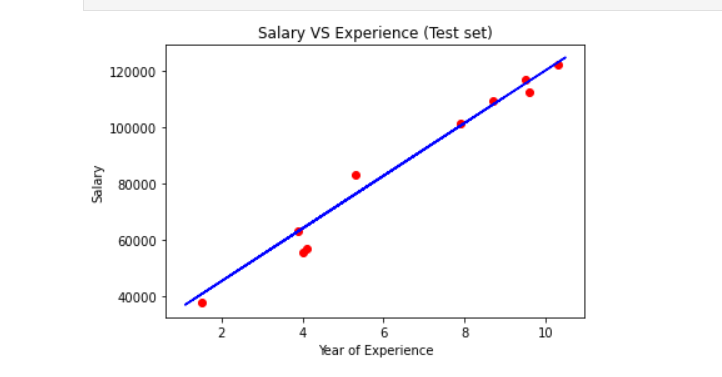 Salary VS Experience (Test set)
120000
100000
80000
60000
40000
Salary
2 4 6 8 10
Year of Experience